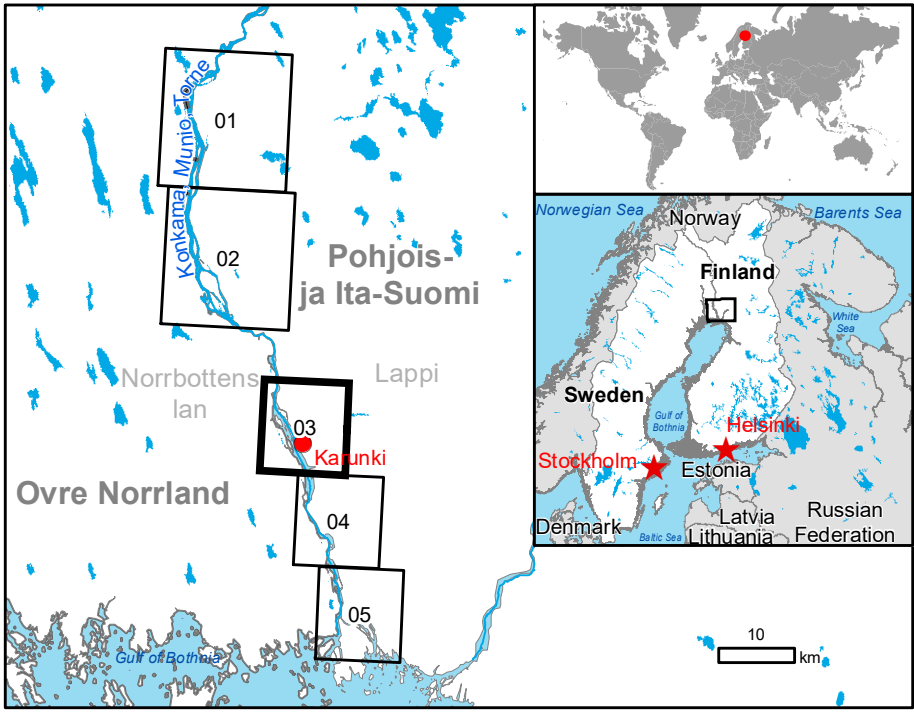 Konkama, Munio, Torne
01
02
Pohjois-
ja Ita-Suomi
Norrbottens
lan
Lappi
03
Karunki
Ovre Norrland
04
05
Gulf of Bothnia
10
km
Norwegian Sea
Norway
Barents Sea
Finland
White
Sea
Sweden
Gulf of
Bothnia
Helsinki
Stockholm
Estonia
Russian
Federation
Latvia
Lithuania
Denmark
Baltic Sea